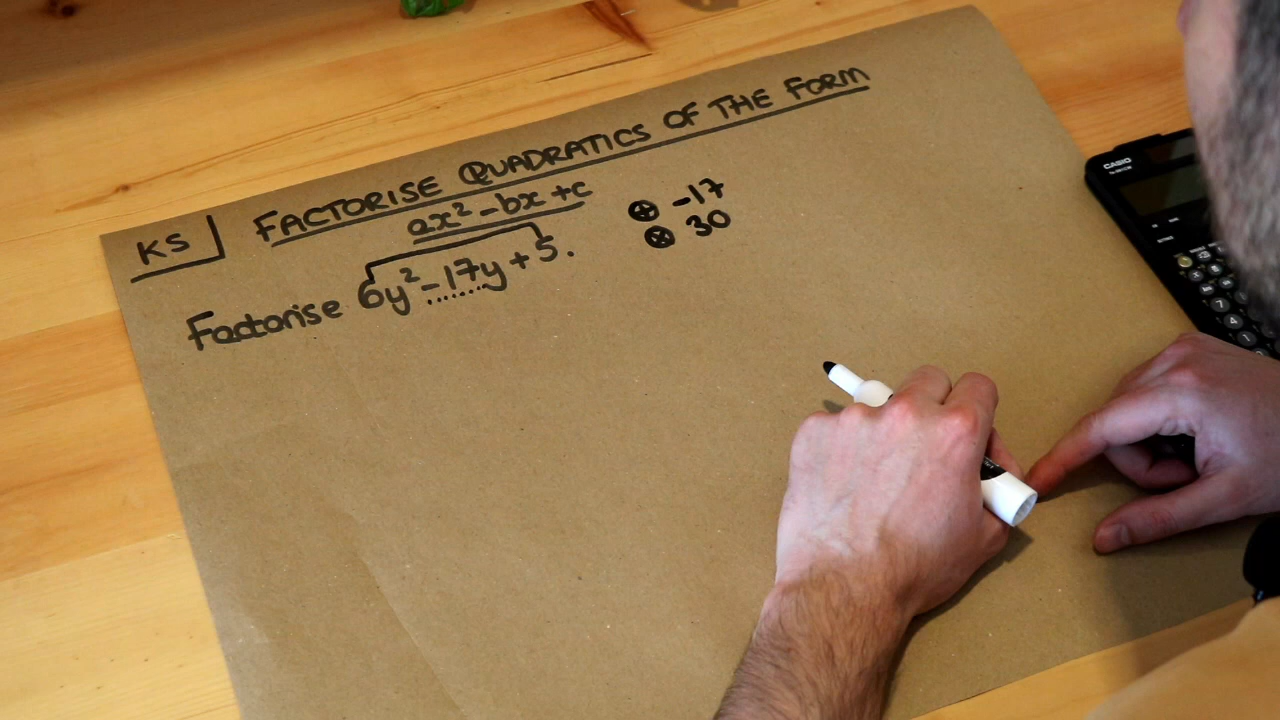 KS
FACTORISE QUADRATICS OF THE FORM
ax² - bx + c
Factorise 6y² - 17y + 5.
⊕ -17
⊗ 30
CASIO